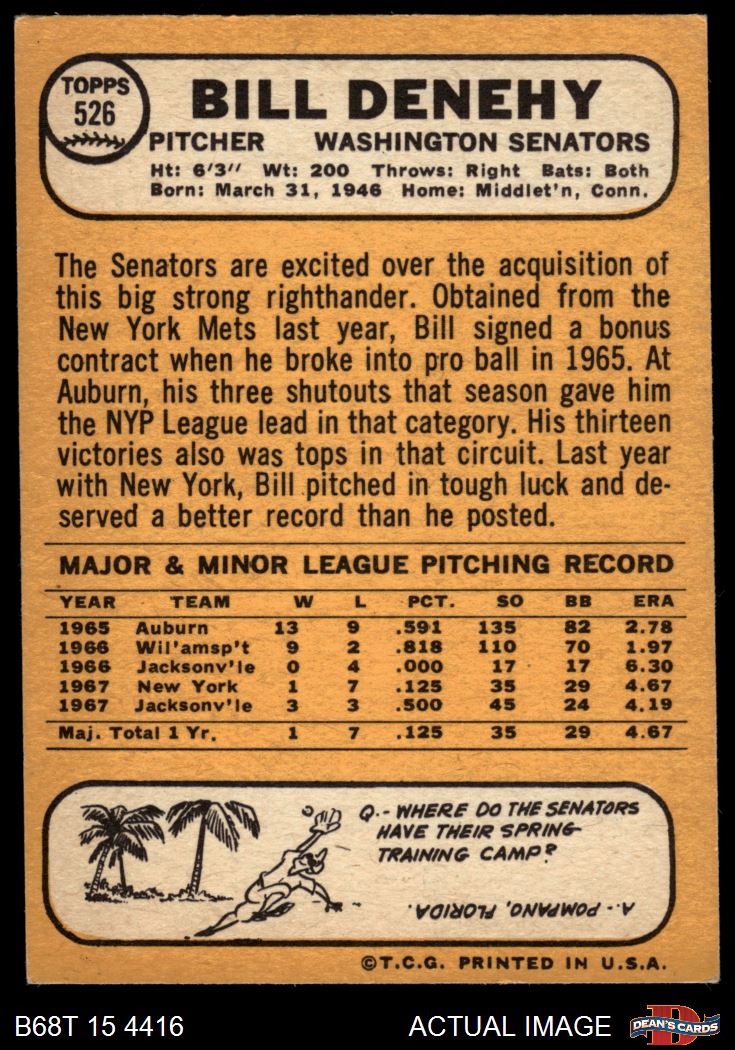 TOPPS
526
BILL DENEHY
PITCHER WASHINGTON SENATORS
Ht: 6'3" Wt: 200 Throws: Right Bats: Both
Born: March 31, 1946 Home: Middlet'n, Conn.
The Senators are excited over the acquisition of
this big strong righthander. Obtained from the
New York Mets last year, Bill signed a bonus
contract when he broke into pro ball in 1965. At
Auburn, his three shutouts that season gave him
the NYP League lead in that category. His thirteen
victories also was tops in that circuit. Last year
with New York, Bill pitched in tough luck and de-
served a better record than he posted.
MAJOR & MINOR LEAGUE PITCHING RECORD
YEAR TEAM W L PCT. SO BB ERA
1965 Auburn 13 9 .591 135 82 2.78
1966 Wil'amsp't 9 2 .818 110 70 1.97
1966 Jacksonv'le 0 4 .000 17 17 6.30
1967 New York 1 7 .125 35 29 4.67
1967 Jacksonv'le 3 3 .500 45 24 4.19
Maj. Total 1 Yr. 1 7 .125 35 29 4.67
Q.- WHERE DO THE SENATORS
HAVE THEIR SPRING
TRAINING CAMP?
A.- POMPANO, FLORIDA.
©T.C.G. PRINTED IN U.S.A.
B68T 15 4416 ACTUAL IMAGE
DEAN'S CARDS